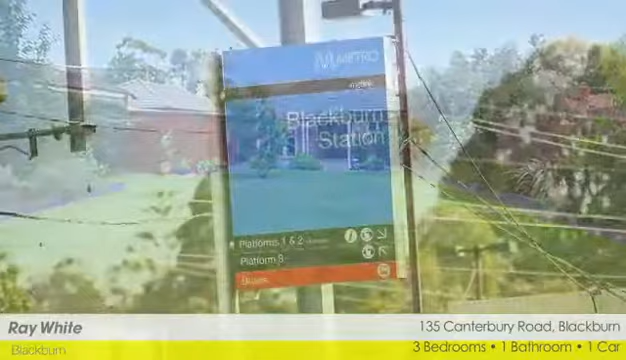 METRO
Blackburn
Station
Platforms 1 & 2
Platform 3
Buses
Ray White
135 Canterbury Road, Blackburn
Blackburn
3 Bedrooms • 1 Bathroom • 1 Car